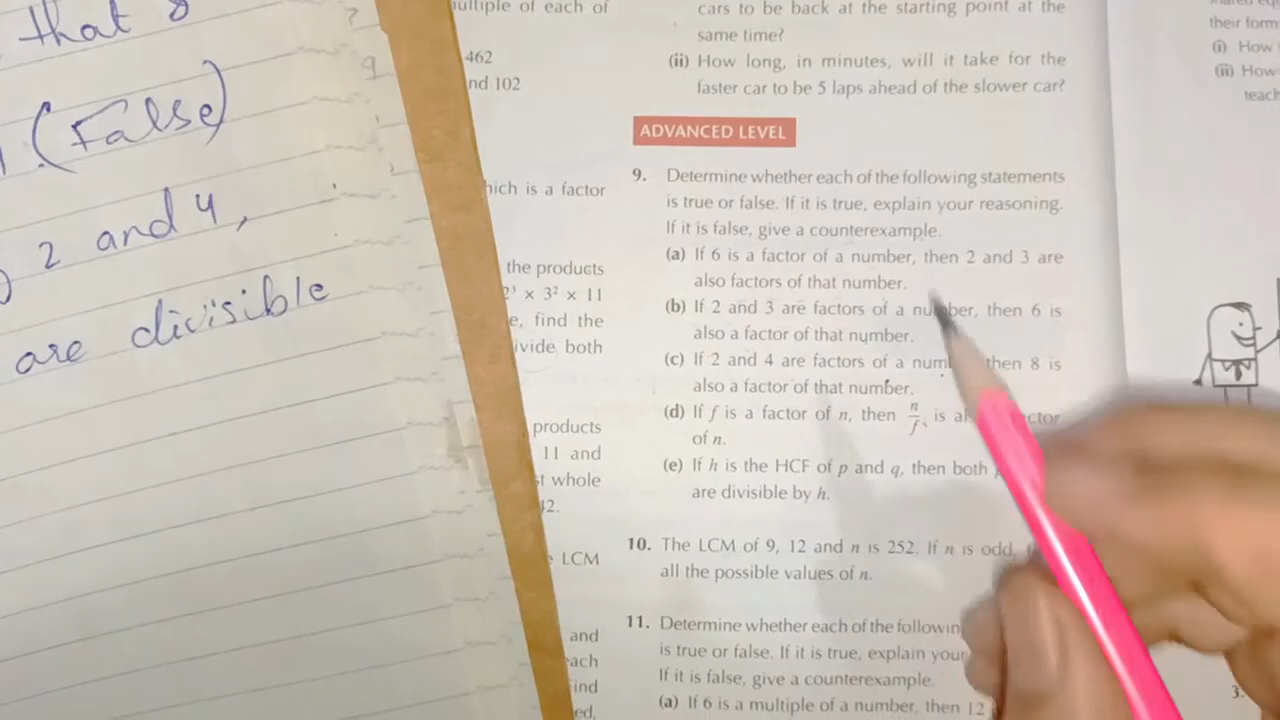 that 8
(False)
2 and 4,
are divisible
multiple of each of
462
nd 102
hich is a factor
the products
2³ × 3² × 11
e, find the
ivide both
products
11 and
st whole
12.
LCM
and
each
ind
ed,
cars to be back at the starting point at the
same time?
(ii) How long, in minutes, will it take for the
faster car to be 5 laps ahead of the slower car?
ADVANCED LEVEL
9. Determine whether each of the following statements
is true or false. If it is true, explain your reasoning.
If it is false, give a counterexample.
(a) If 6 is a factor of a number, then 2 and 3 are
also factors of that number.
(b) If 2 and 3 are factors of a number, then 6 is
also a factor of that number.
(c) If 2 and 4 are factors of a num then 8 is
also a factor of that number.
(d) If f is a factor of n, then n/f is al ctor
of n.
(e) If h is the HCF of p and q, then both
are divisible by h.
10. The LCM of 9, 12 and n is 252. If n is odd,
all the possible values of n.
11. Determine whether each of the followin
is true or false. If it is true, explain your
If it is false, give a counterexample.
(a) If 6 is a multiple of a number, then 12
their form
(i) How
(ii) How
teach
3.